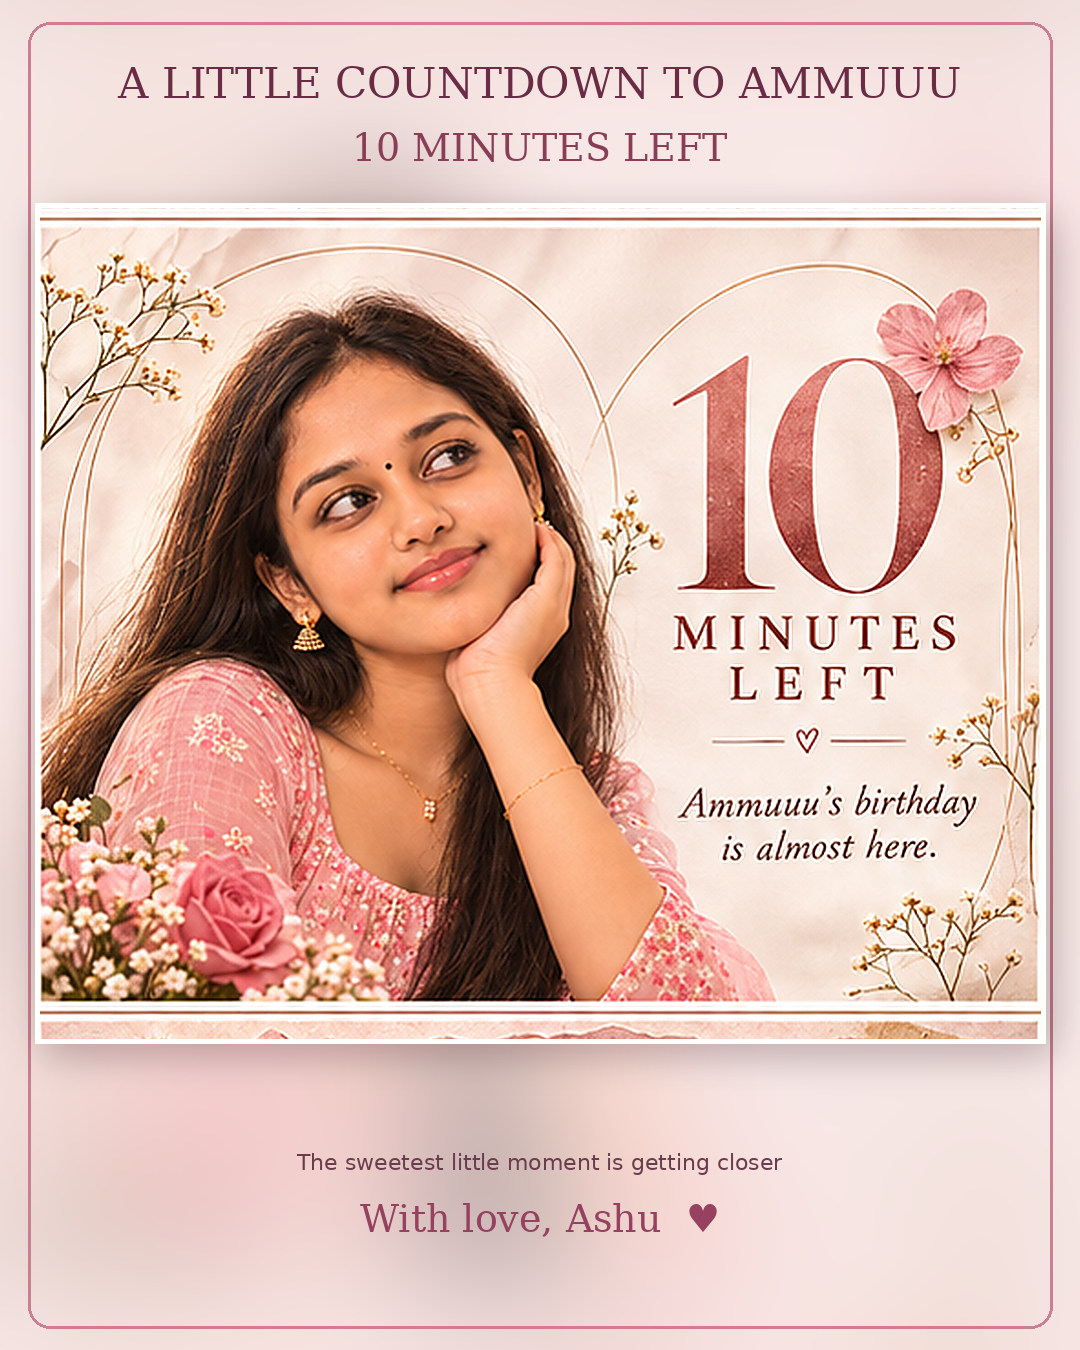 A LITTLE COUNTDOWN TO AMMUUU
10 MINUTES LEFT
10
MINUTES
LEFT
Ammuuu's birthday
is almost here.
The sweetest little moment is getting closer
With love, Ashu ♥